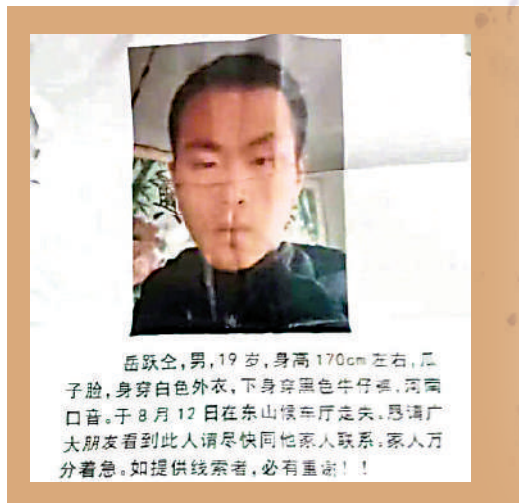 岳跃仝,男,19岁,身高170cm左右,瓜
子脸,身穿白色外衣,下身穿黑色牛仔裤,河南
口音。于8月12日在东山候车厅走失。恳请广
大朋友看到此人请尽快同他家人联系。家人万
分着急。如提供线索者,必有重谢！！